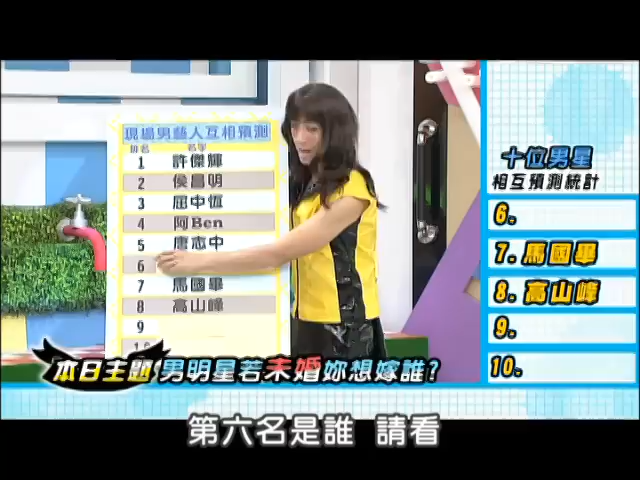 現場男藝人互相預測
排名 名字
1 許傑輝
2 侯昌明
3 屈中恆
4 阿Ben
5 唐志中
6
7 馬國畢
8 高山峰
9
10
十位男星
相互預測統計
6.
7. 馬國畢
8. 高山峰
9.
10.
本日主題 男明星若未婚妳想嫁誰?
第六名是誰 請看